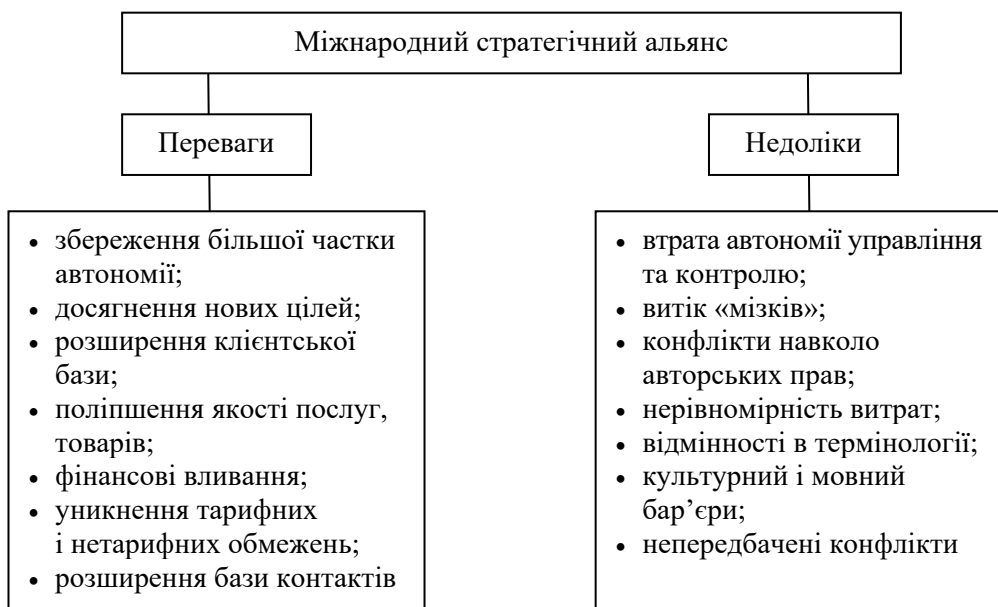 Міжнародний стратегічний альянс
Переваги
Недоліки
• збереження більшої частки
автономії;
• досягнення нових цілей;
• розширення клієнтської
бази;
• поліпшення якості послуг,
товарів;
• фінансові вливання;
• уникнення тарифних
і нетарифних обмежень;
• розширення бази контактів
• втрата автономії управління
та контролю;
• витік «мізків»;
• конфлікти навколо
авторських прав;
• нерівномірність витрат;
• відмінності в термінології;
• культурний і мовний
бар’єри;
• непередбачені конфлікти